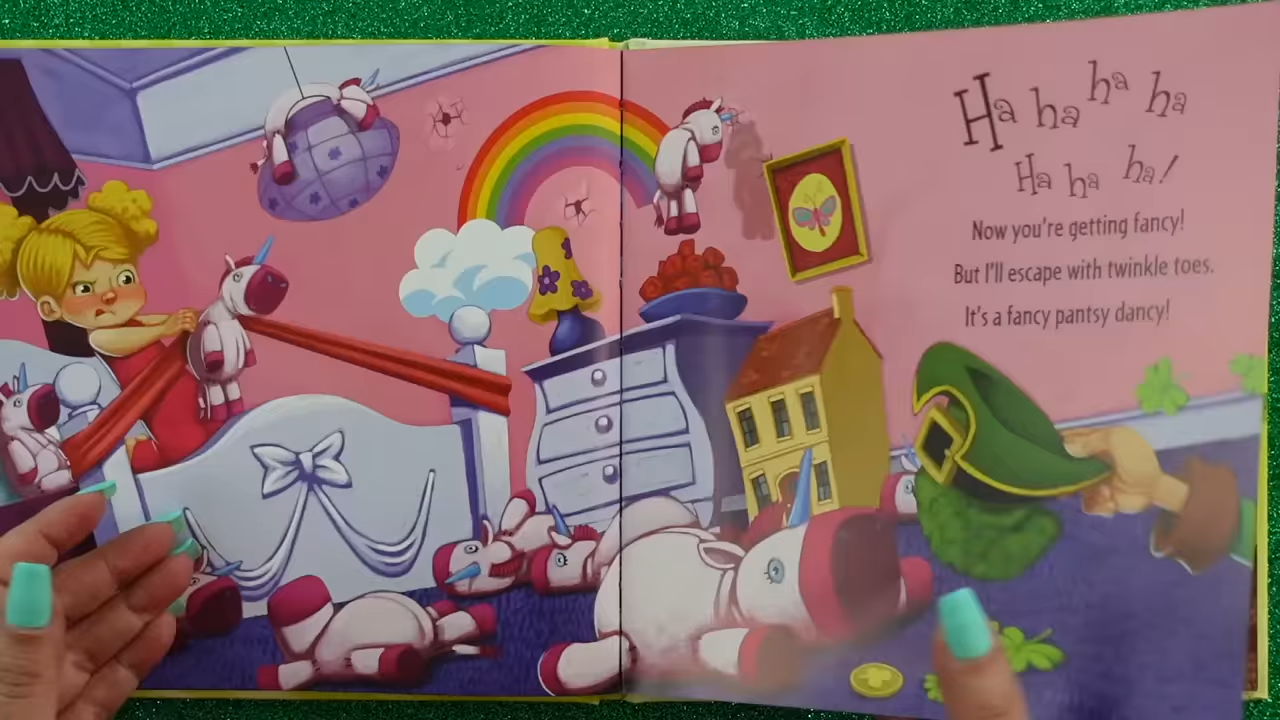 Ha ha ha ha
Ha ha ha!
Now you're getting fancy!
But I'll escape with twinkle toes.
It's a fancy pantsy dancy!